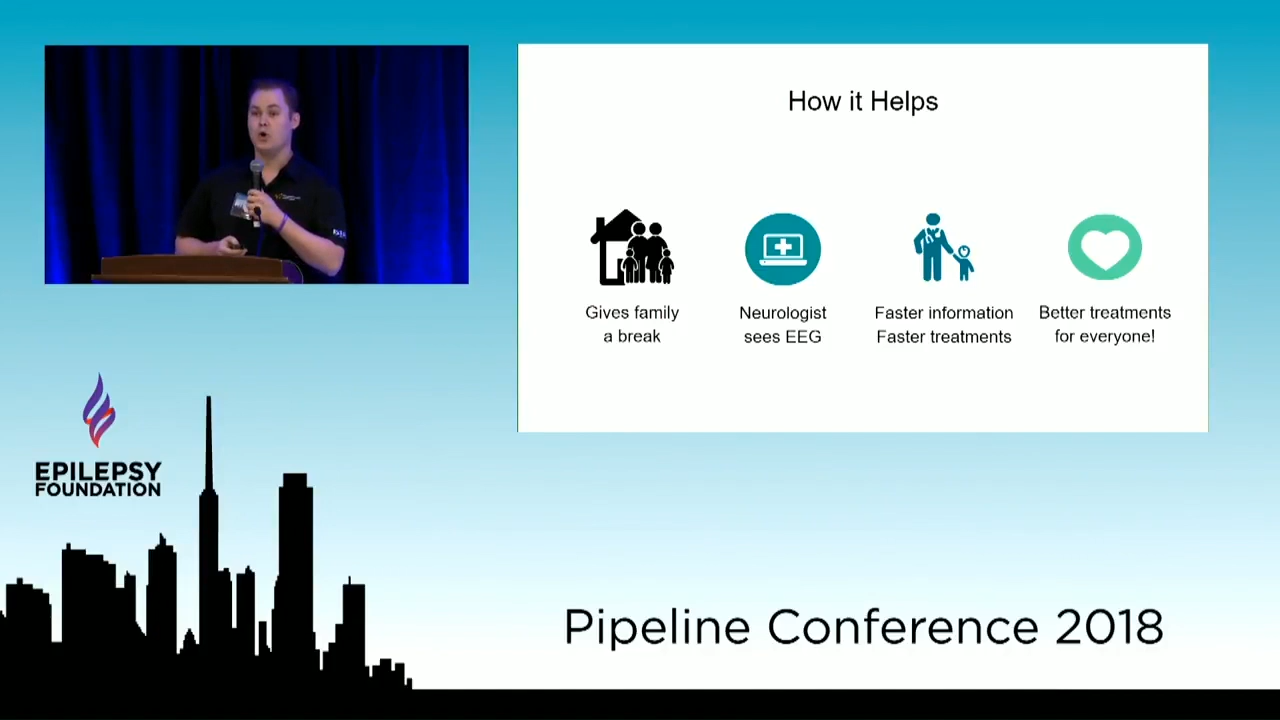 How it Helps
Gives family
a break
Neurologist
sees EEG
Faster information
Faster treatments
Better treatments
for everyone!
EPILEPSY
FOUNDATION
Pipeline Conference 2018